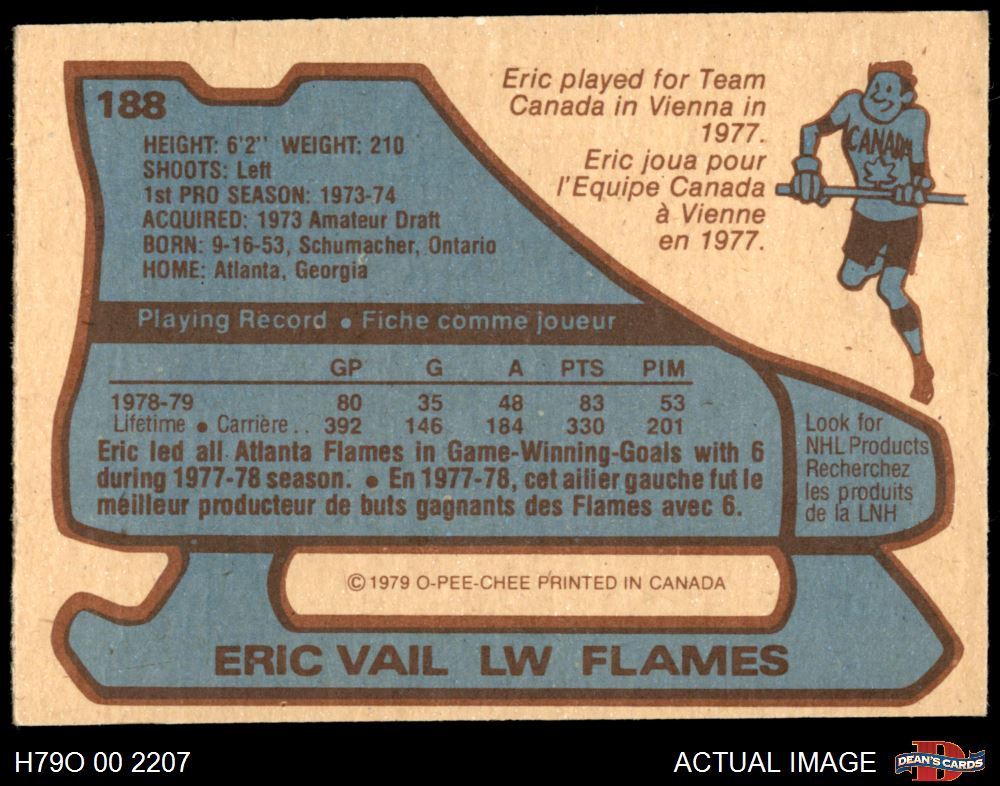 188
HEIGHT: 6'2'' WEIGHT: 210
SHOOTS: Left
1st PRO SEASON: 1973-74
ACQUIRED: 1973 Amateur Draft
BORN: 9-16-53, Schumacher, Ontario
HOME: Atlanta, Georgia
Eric played for Team
Canada in Vienna in
1977.
Eric joua pour
l'Equipe Canada
à Vienne
en 1977.
CANADA
Playing Record • Fiche comme joueur
GP G A PTS PIM
1978-79 80 35 48 83 53
Lifetime • Carrière . . 392 146 184 330 201
Eric led all Atlanta Flames in Game-Winning-Goals with 6
during 1977-78 season. • En 1977-78, cet ailier gauche fut le
meilleur producteur de buts gagnants des Flames avec 6.
Look for
NHL Products
Recherchez
les produits
de la LNH
© 1979 O-PEE-CHEE PRINTED IN CANADA
ERIC VAIL LW FLAMES
H79O 00 2207
ACTUAL IMAGE
D
DEAN'S CARDS